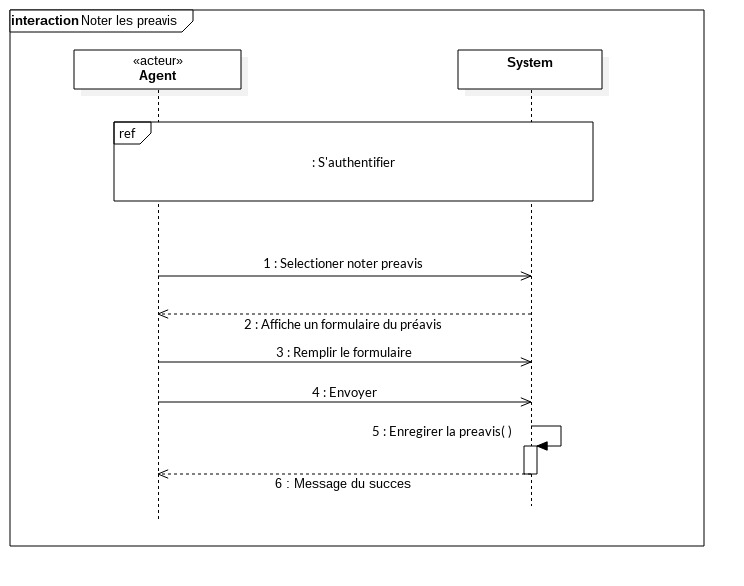 interaction Noter les preavis
«acteur»
Agent
System
ref
: S'authentifier
1 : Selectioner noter preavis
2 : Affiche un formulaire du préavis
3 : Remplir le formulaire
4 : Envoyer
5 : Enregirer la preavis( )
6 : Message du succes